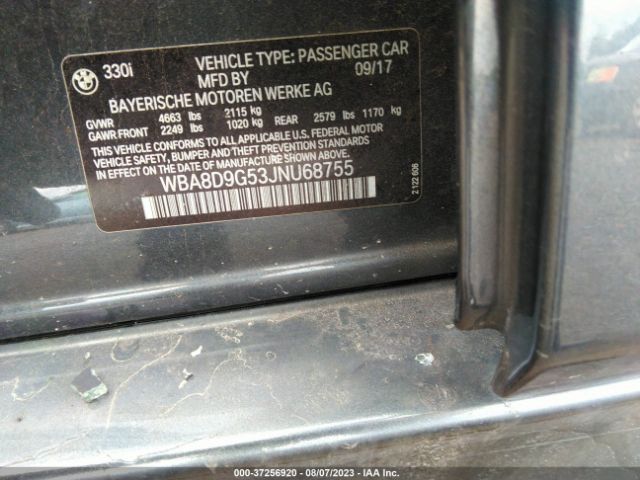 330i VEHICLE TYPE: PASSENGER CAR
MFD BY 09/17
BAYERISCHE MOTOREN WERKE AG
GVWR 4663 lbs 2115 kg
GAWR FRONT 2249 lbs 1020 kg REAR 2579 lbs 1170 kg
THIS VEHICLE CONFORMS TO ALL APPLICABLE U.S. FEDERAL MOTOR
VEHICLE SAFETY, BUMPER AND THEFT PREVENTION STANDARDS
IN EFFECT ON THE DATE OF MANUFACTURE SHOWN ABOVE.
WBA8D9G53JNU68755
2 122 606
000-37256920 - 08/07/2023 - IAA Inc.